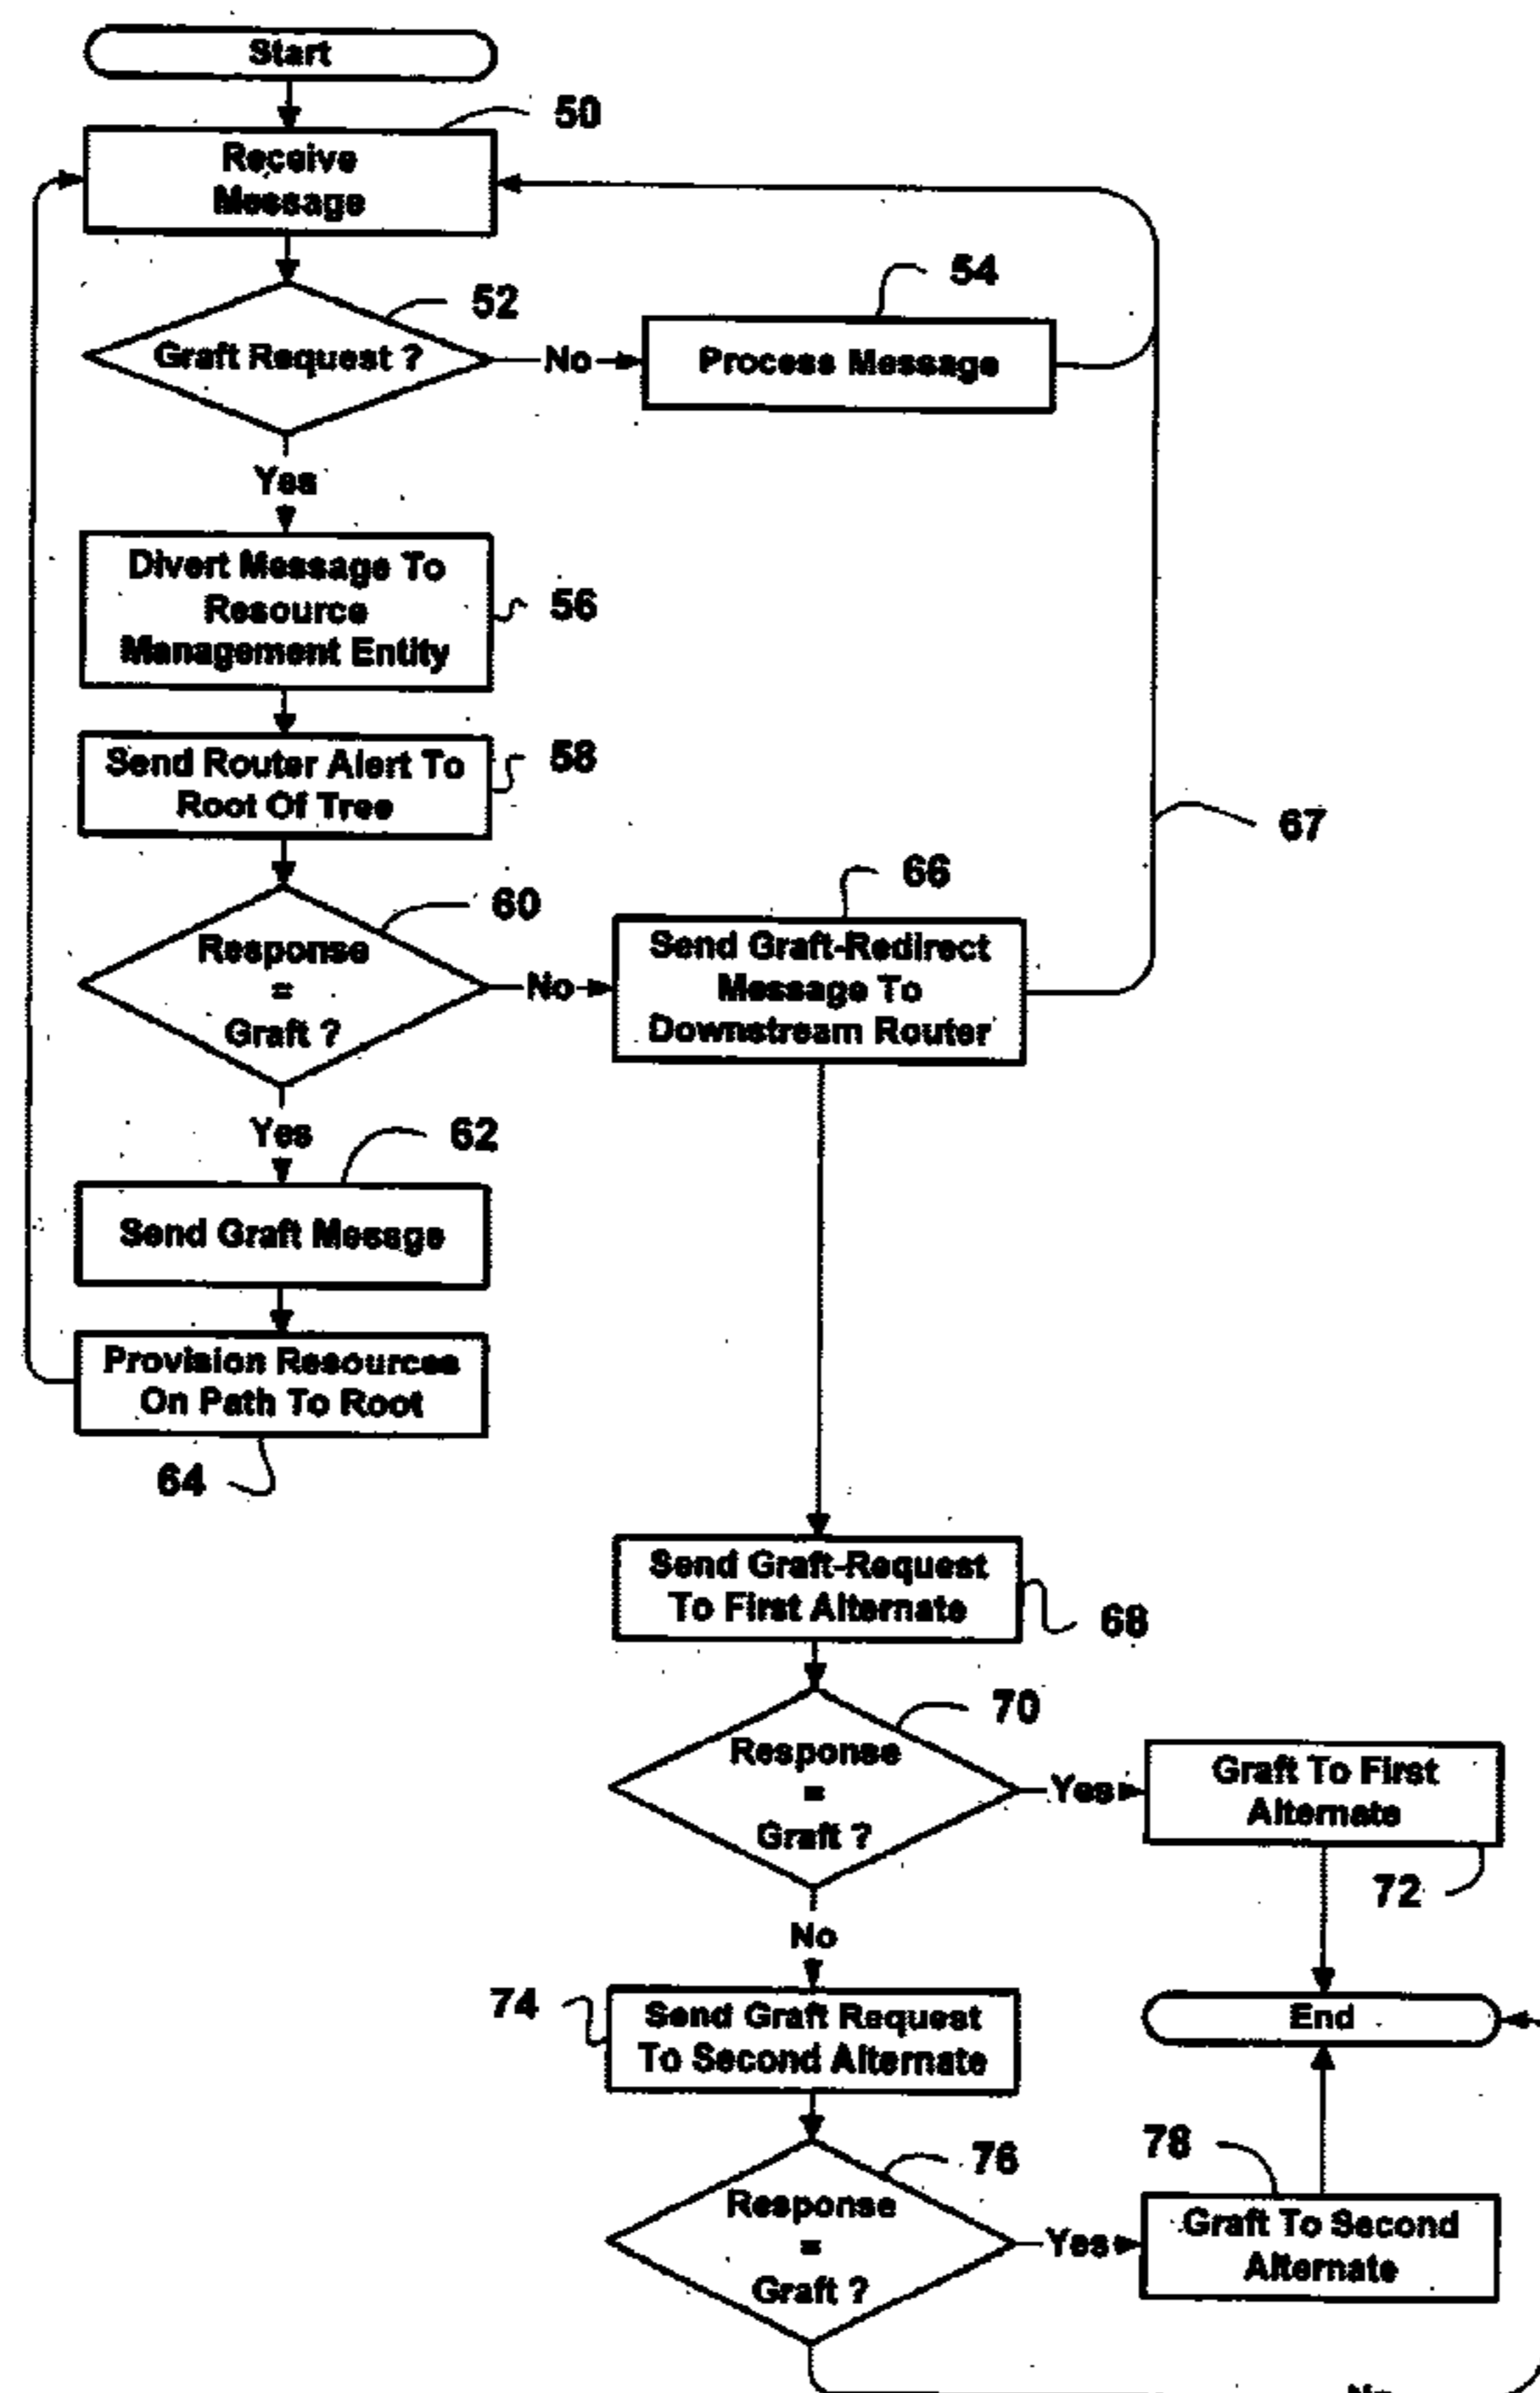 Start
50
Receive
Message
52
Graft Request ?
No
54
Process Message
Yes
Divert Message To
Resource
Management Entity
56
Send Router Alert To
Root Of Tree
58
60
Response
=
Graft ?
No
66
Send Graft-Redirect
Message To
Downstream Router
67
Yes
62
Send Graft Mesage
Provision Resources
On Path To Root
64
Send Graft-Request
To First Alternate
68
70
Response
=
Graft ?
Yes
Graft To First
Alternate
72
No
74
Send Graft Request
To Second Alternate
End
76
Response
=
Graft ?
Yes
78
Graft To Second
Alternate